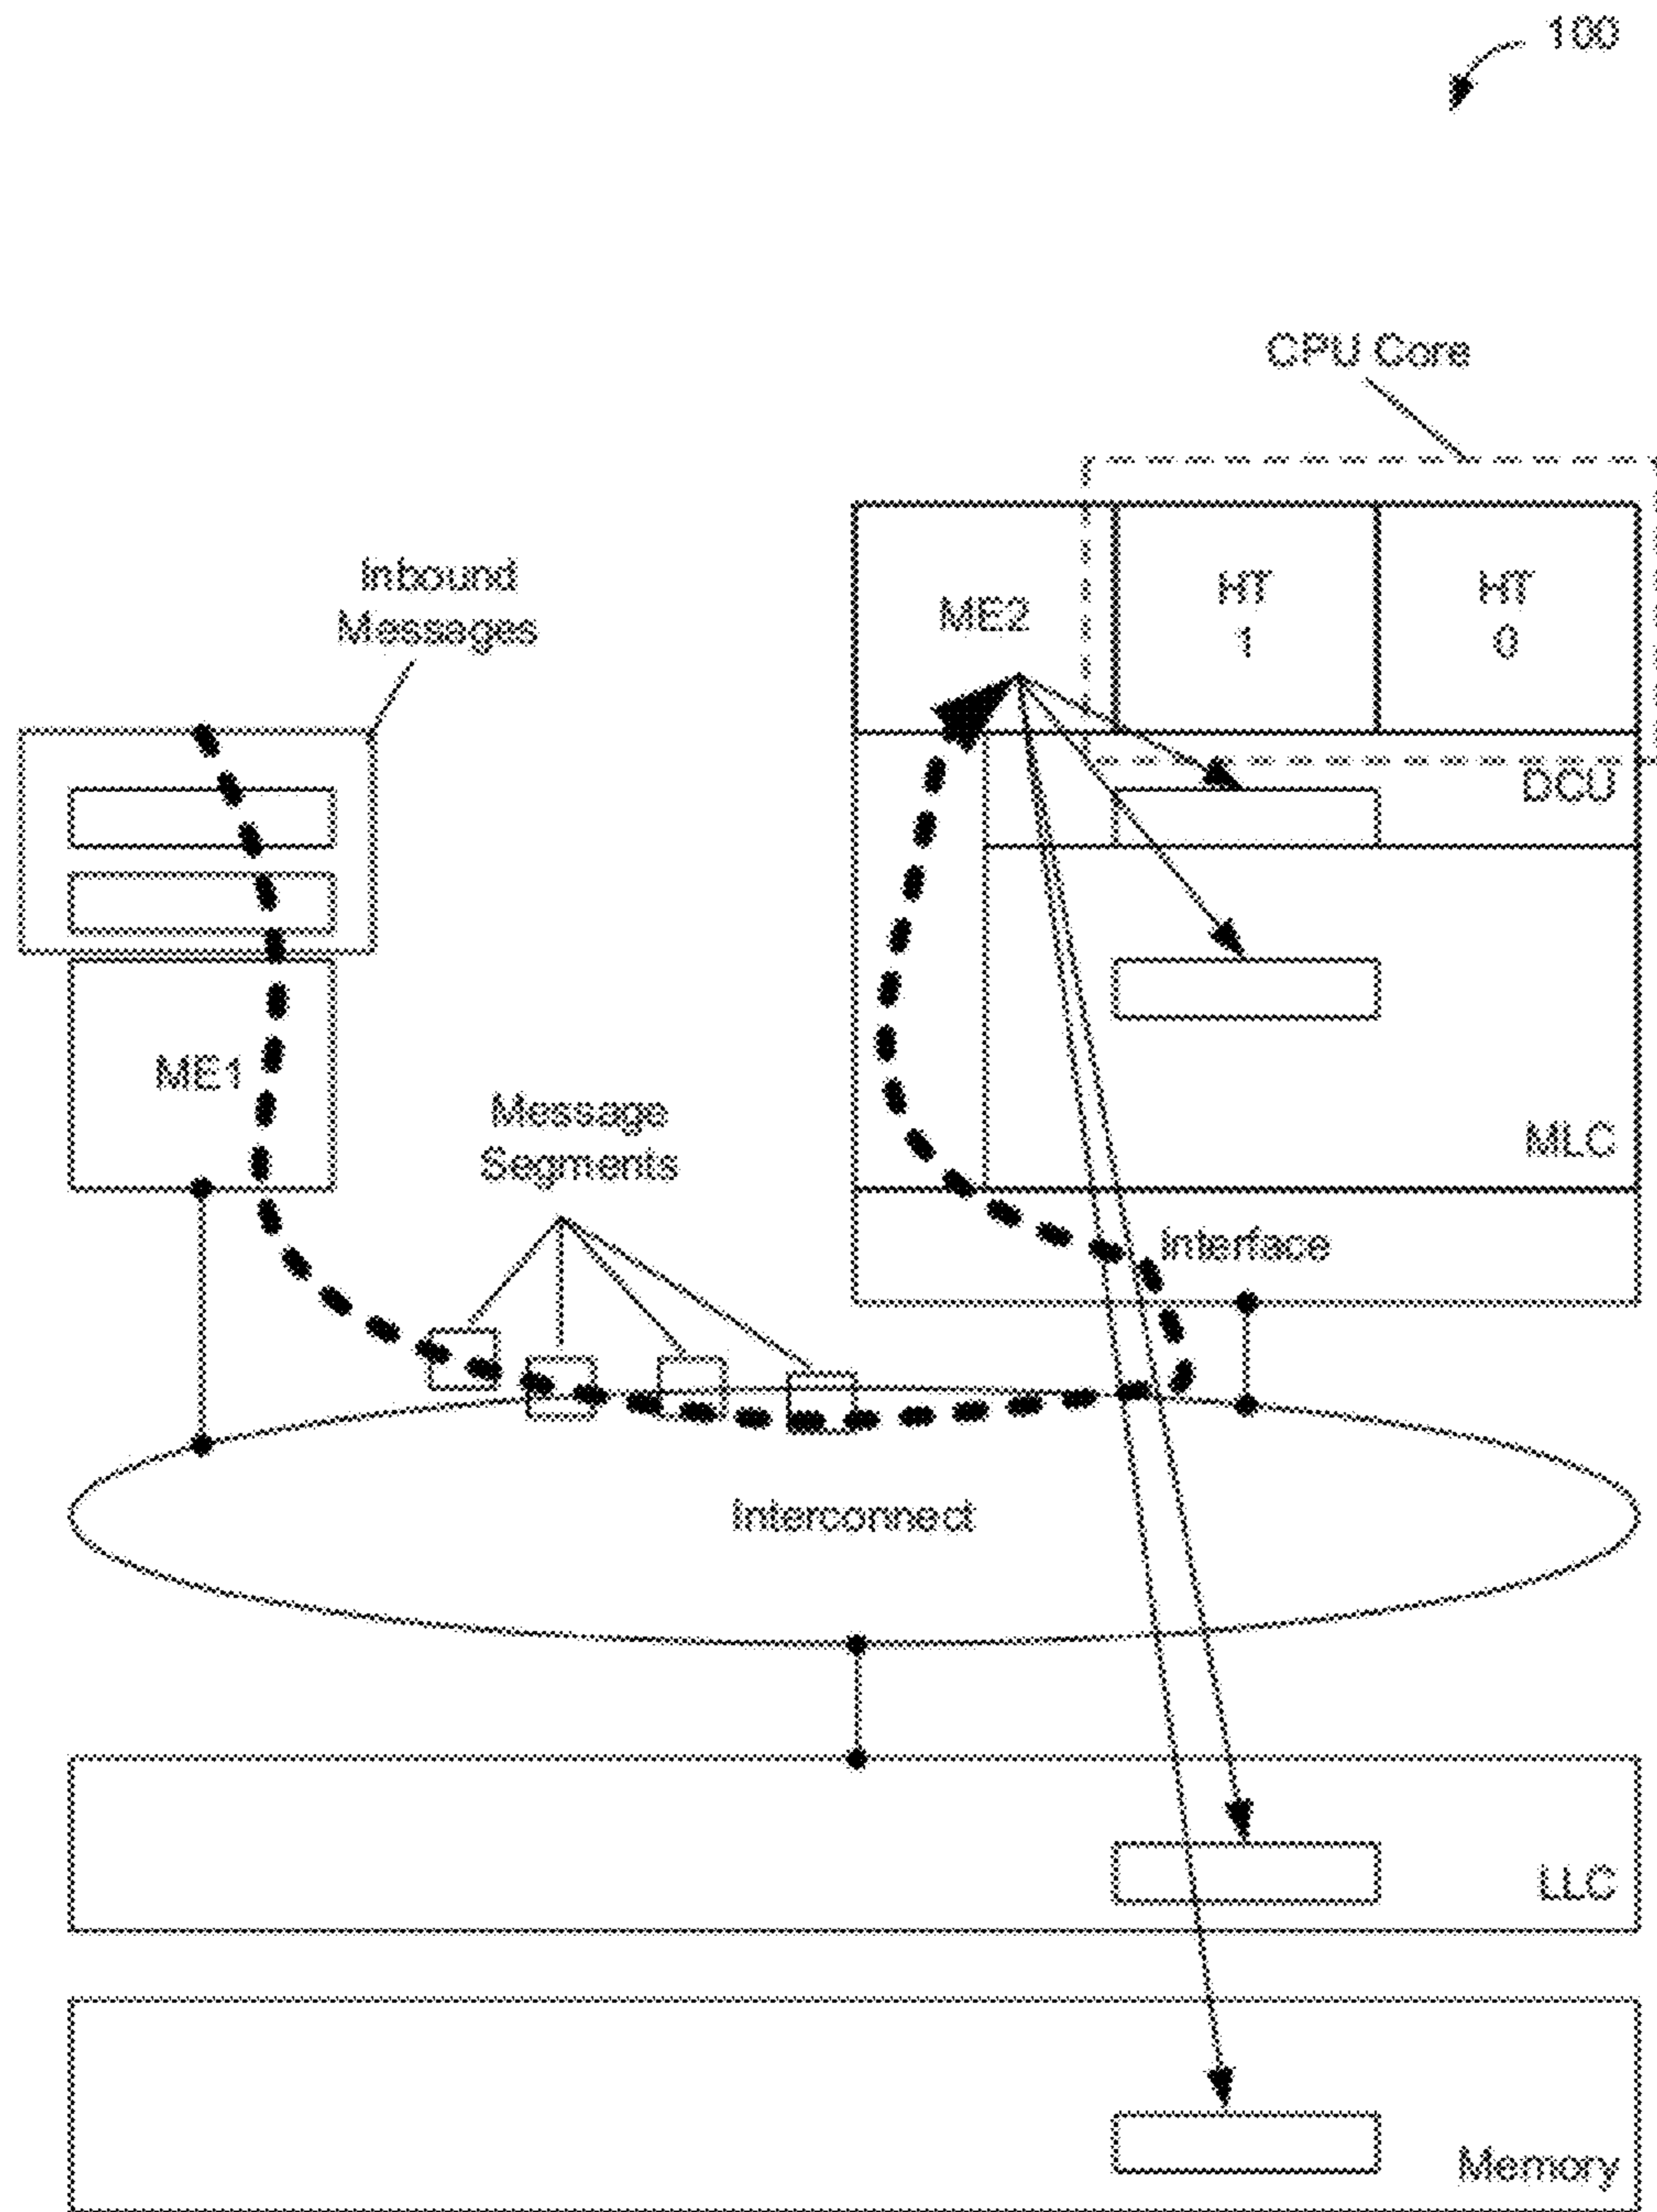 100
CPU Core
Inbound
Messages
ME2
HT
1
HT
0
DCU
ME1
Message
Segments
MLC
Interface
Interconnect
LLC
Memory